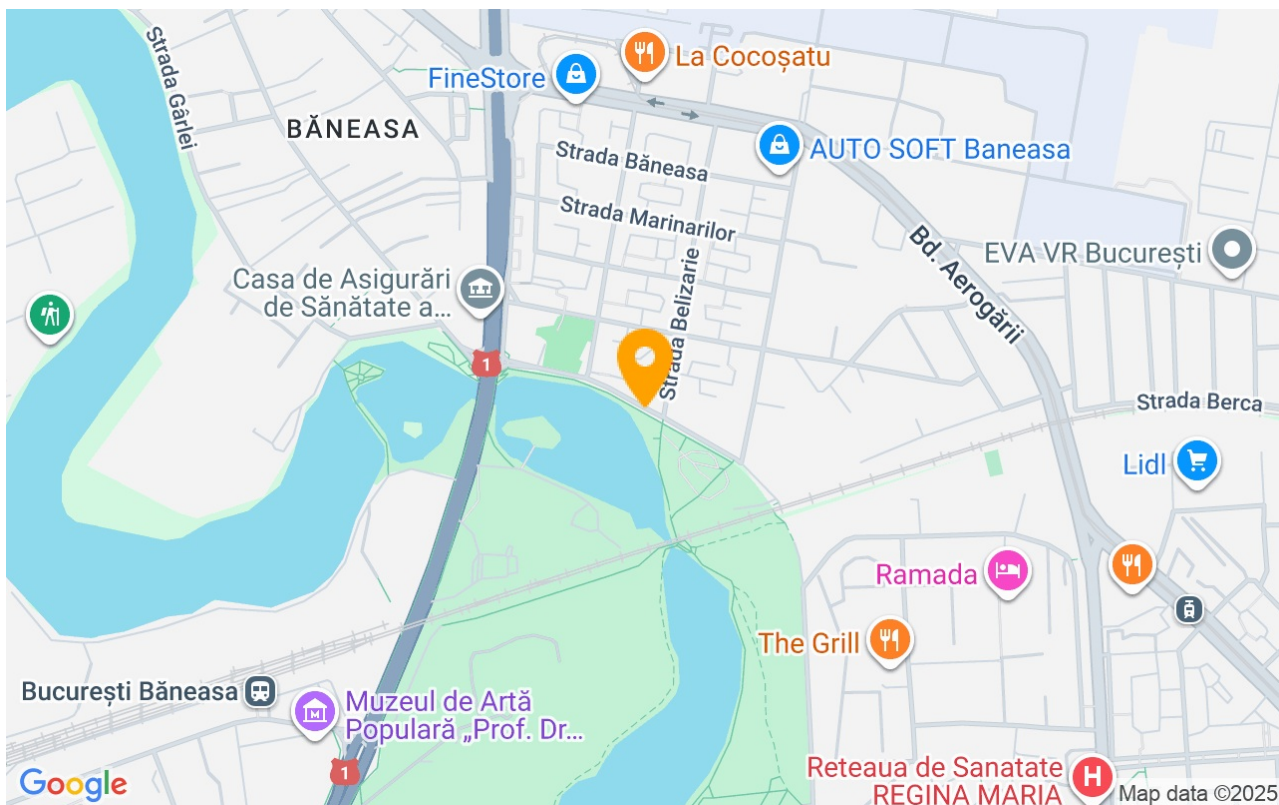 Strada Gârlei
La Cocoșatu
FineStore
BĂNEASA
AUTO SOFT Baneasa
Strada Băneasa
Strada Marinarilor
Bd. Aerogării
EVA VR București
Casa de Asigurări
de Sănătate a...
Strada Belizarie
1
Strada Berca
Lidl
Ramada
The Grill
București Băneasa
Muzeul de Artă
Populară „Prof. Dr...
M
1
Reteaua de Sanatate
REGINA MARIA
H
Google
Map data ©2025